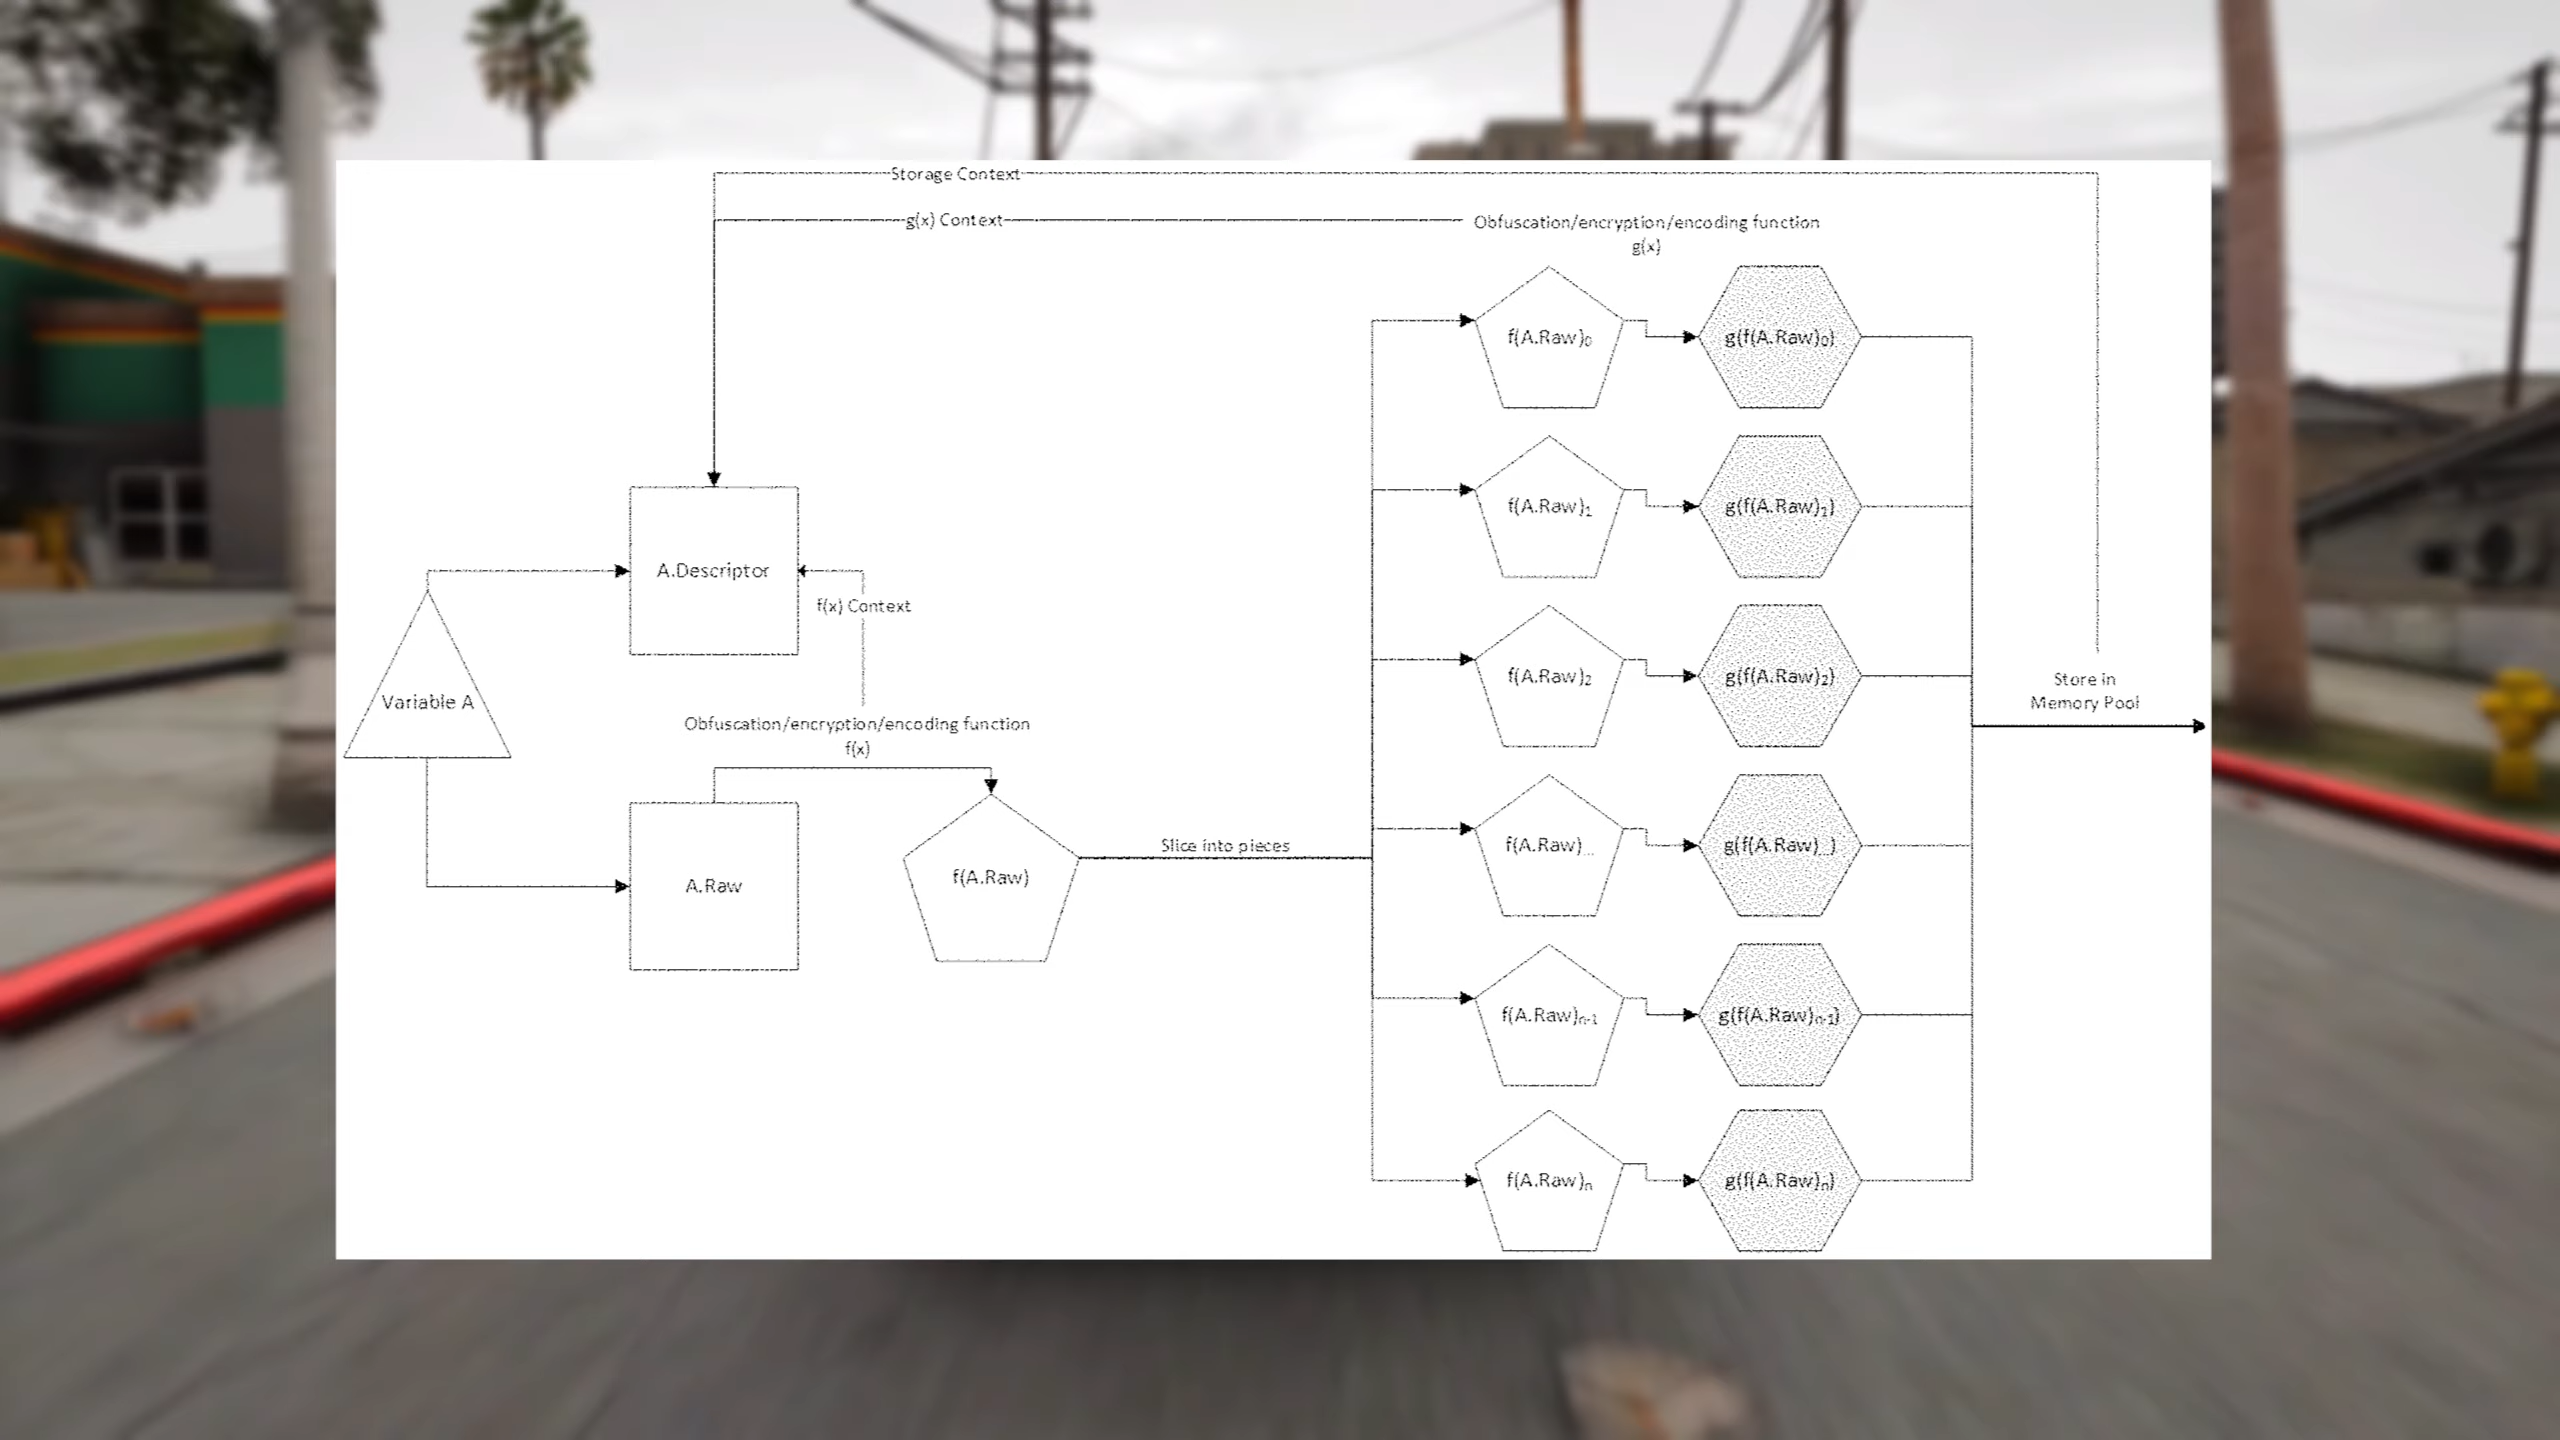 Storage Context
g(x) Context
Obfuscation/encryption/encoding function
g(x)
f(A.Raw)₀
g(f(A.Raw)₀)
f(A.Raw)₁
g(f(A.Raw)₁)
A.Descriptor
f(x) Context
Variable A
f(A.Raw)₂
g(f(A.Raw)₂)
Store in
Memory Pool
Obfuscation/encryption/encoding function
f(x)
Slice into pieces
f(A.Raw)...
g(f(A.Raw)...)
A.Raw
f(A.Raw)
f(A.Raw)ₙ₋₁
g(f(A.Raw)ₙ₋₁)
f(A.Raw)ₙ
g(f(A.Raw)ₙ)